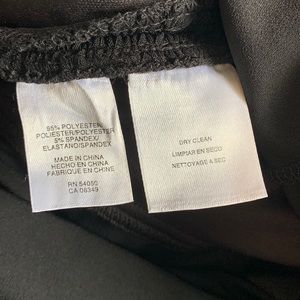 95% POLYESTER/
POLIESTER/POLYESTER
5% SPANDEX/
ELASTANO/SPANDEX
MADE IN CHINA
HECHO EN CHINA
FABRIQUE EN CHINE
RN 54050
CA 08349
DRY CLEAN
LIMPIAR EN SECO
NETTOYAGE A SEC